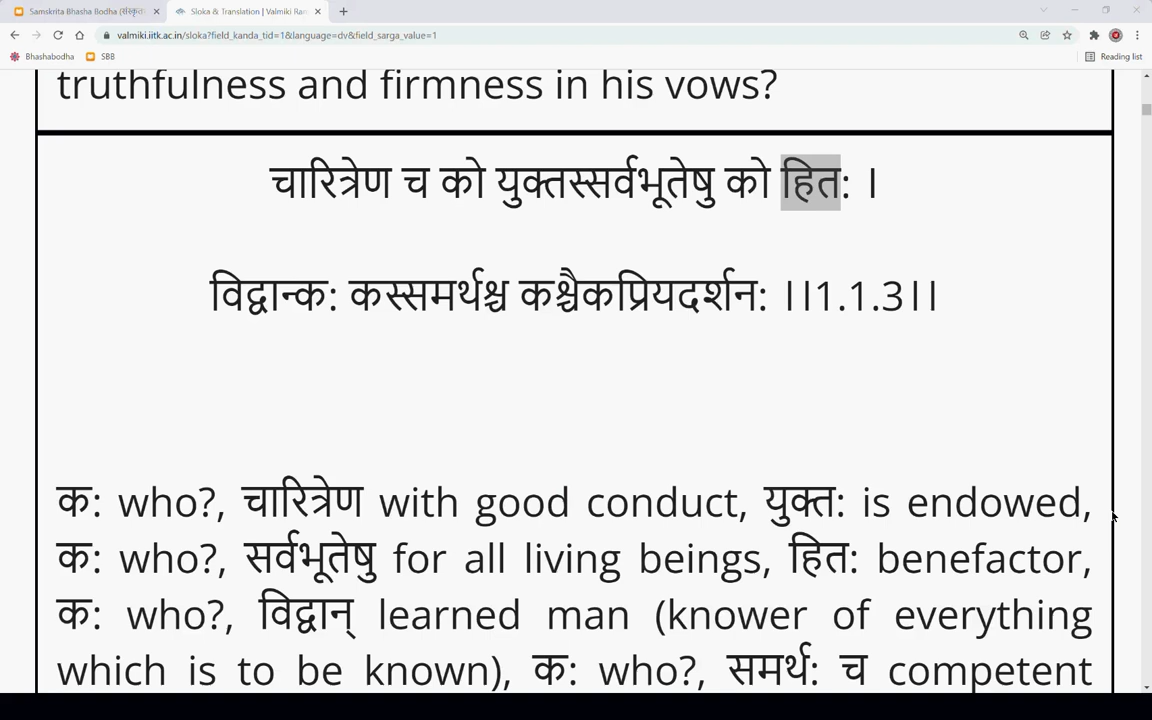 Samskrita Bhasha Bodha (संस्कृत
Sloka & Translation | Valmiki Ram
valmiki.iitk.ac.in/sloka?field_kanda_tid=1&language=dv&field_sarga_value=1
Bhashabodha SBB Reading list
truthfulness and firmness in his vows?
चारित्रेण च को युक्तस्सर्वभूतेषु को हित: ।
विद्वान्क: कस्समर्थश्च कश्चैकप्रियदर्शन: ।।1.1.3।।
क: who?, चारित्रेण with good conduct, युक्त: is endowed,
क: who?, सर्वभूतेषु for all living beings, हित: benefactor,
क: who?, विद्वान् learned man (knower of everything
which is to be known), क: who?, समर्थ: च competent